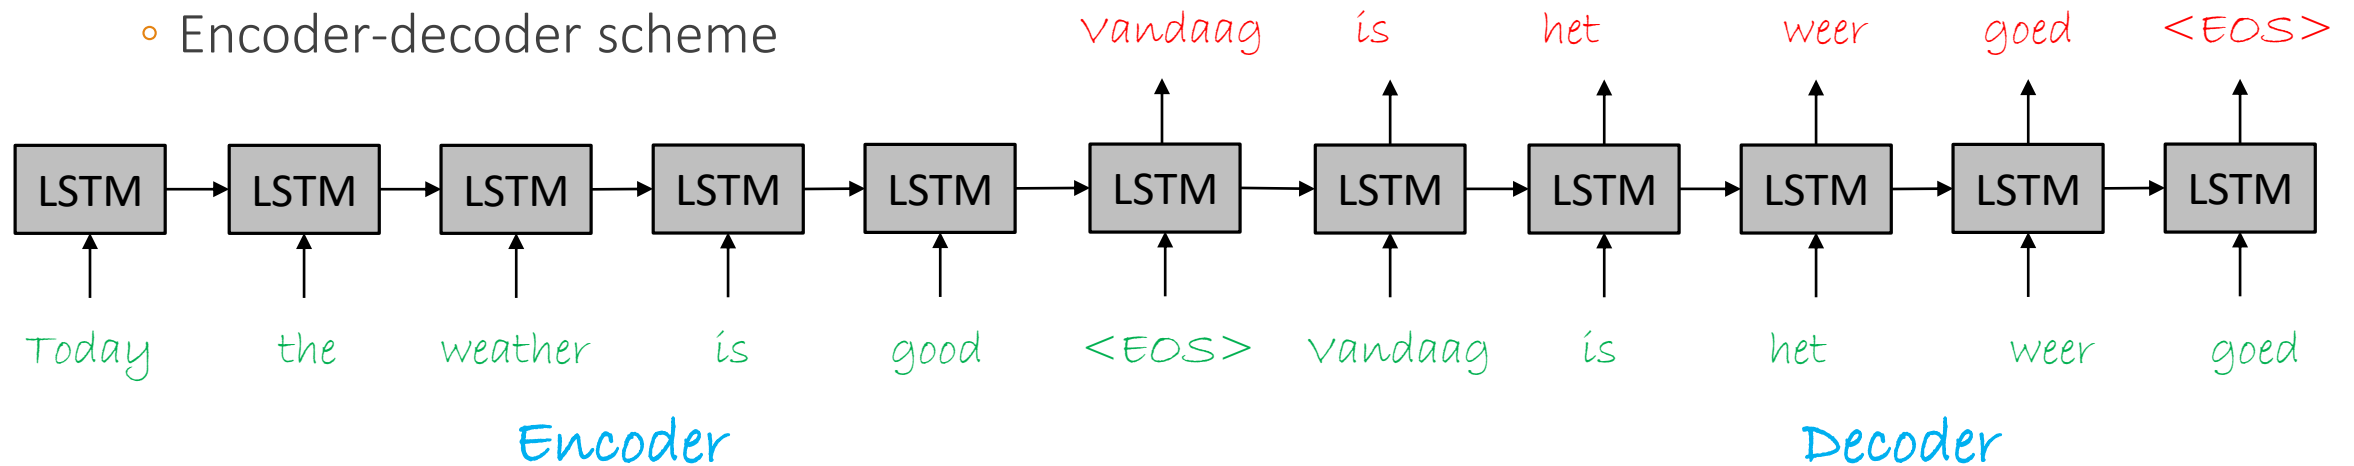 ◦ Encoder-decoder scheme
Vandaag is het weer goed <EOS>
LSTM LSTM LSTM LSTM LSTM LSTM LSTM LSTM LSTM LSTM LSTM
Today the weather is good <EOS> Vandaag is het weer goed
Encoder Decoder